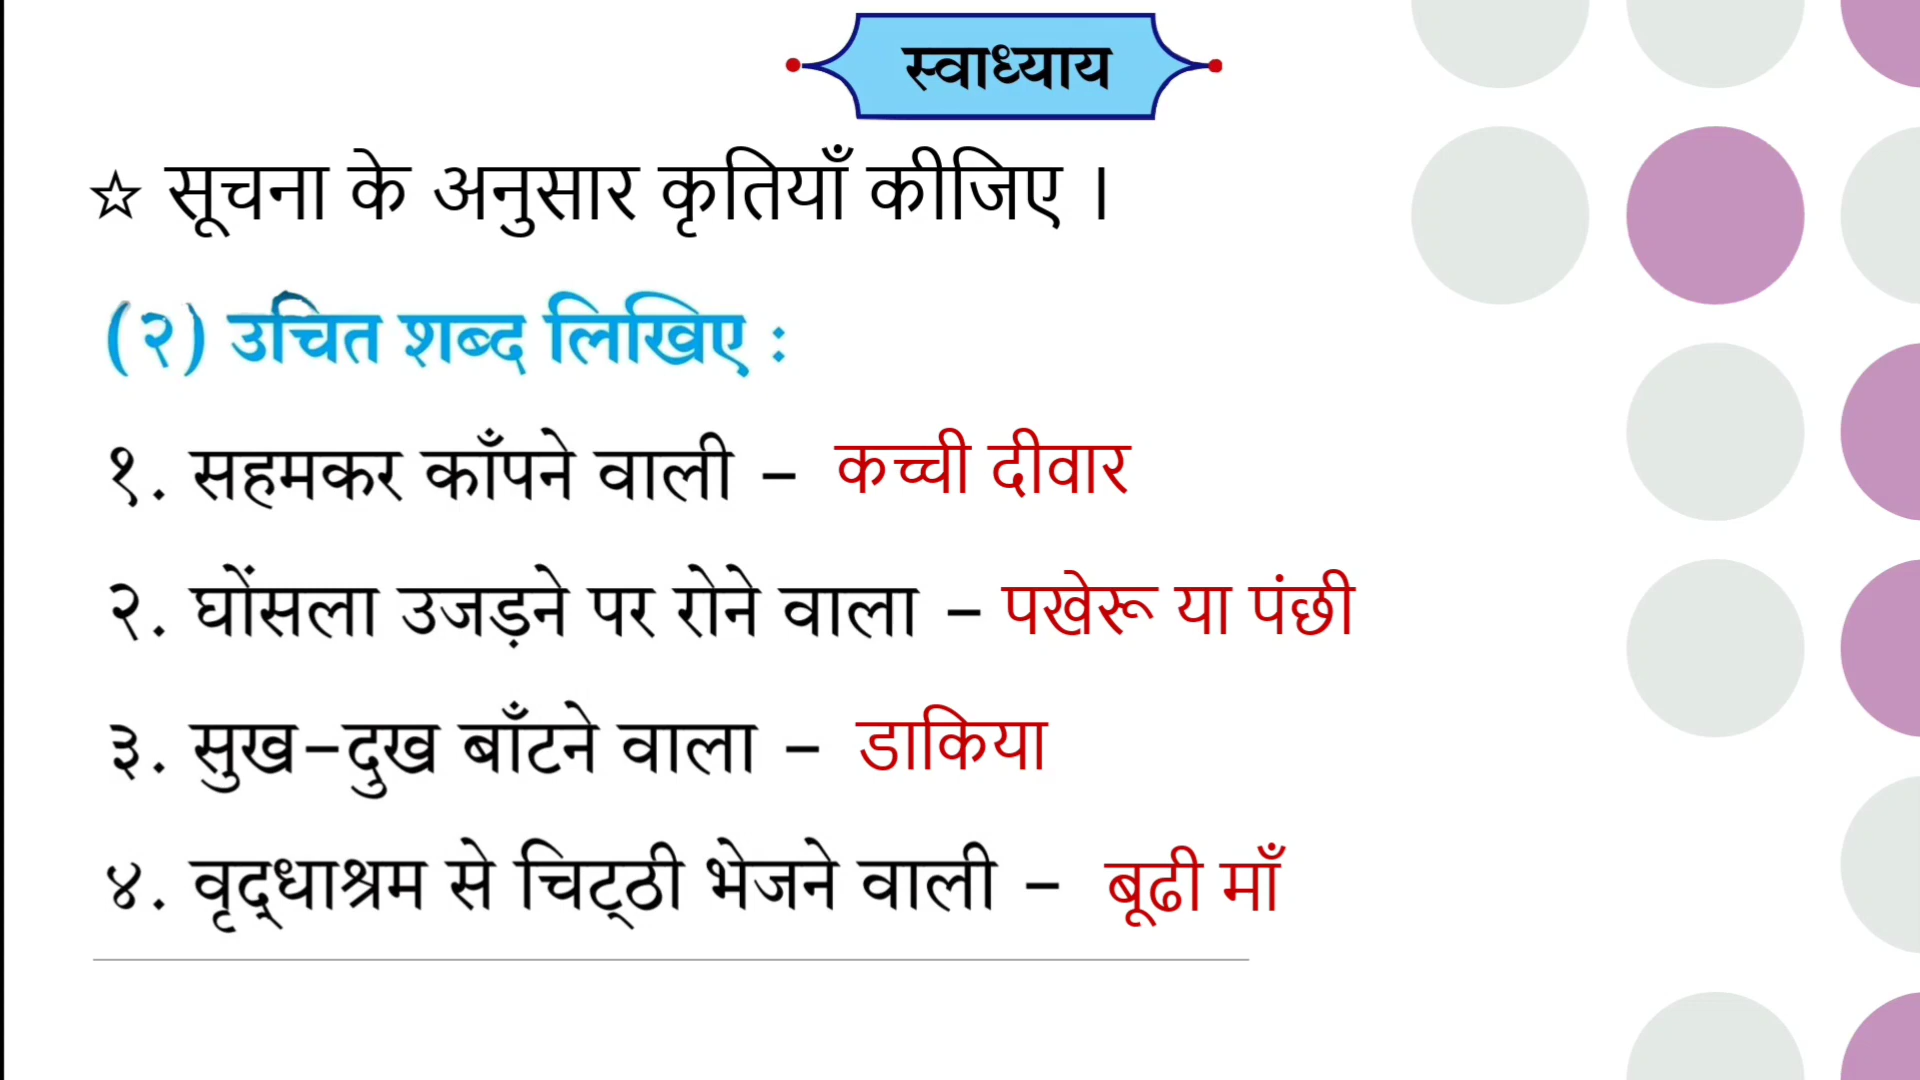 स्वाध्याय
☆ सूचना के अनुसार कृतियाँ कीजिए ।
(२) उचित शब्द लिखिए :
१. सहमकर काँपने वाली – कच्ची दीवार
२. घोंसला उजड़ने पर रोने वाला – पखेरू या पंछी
३. सुख-दुख बाँटने वाला – डाकिया
४. वृद्‌धाश्रम से चिट्‌ठी भेजने वाली – बूढी माँ